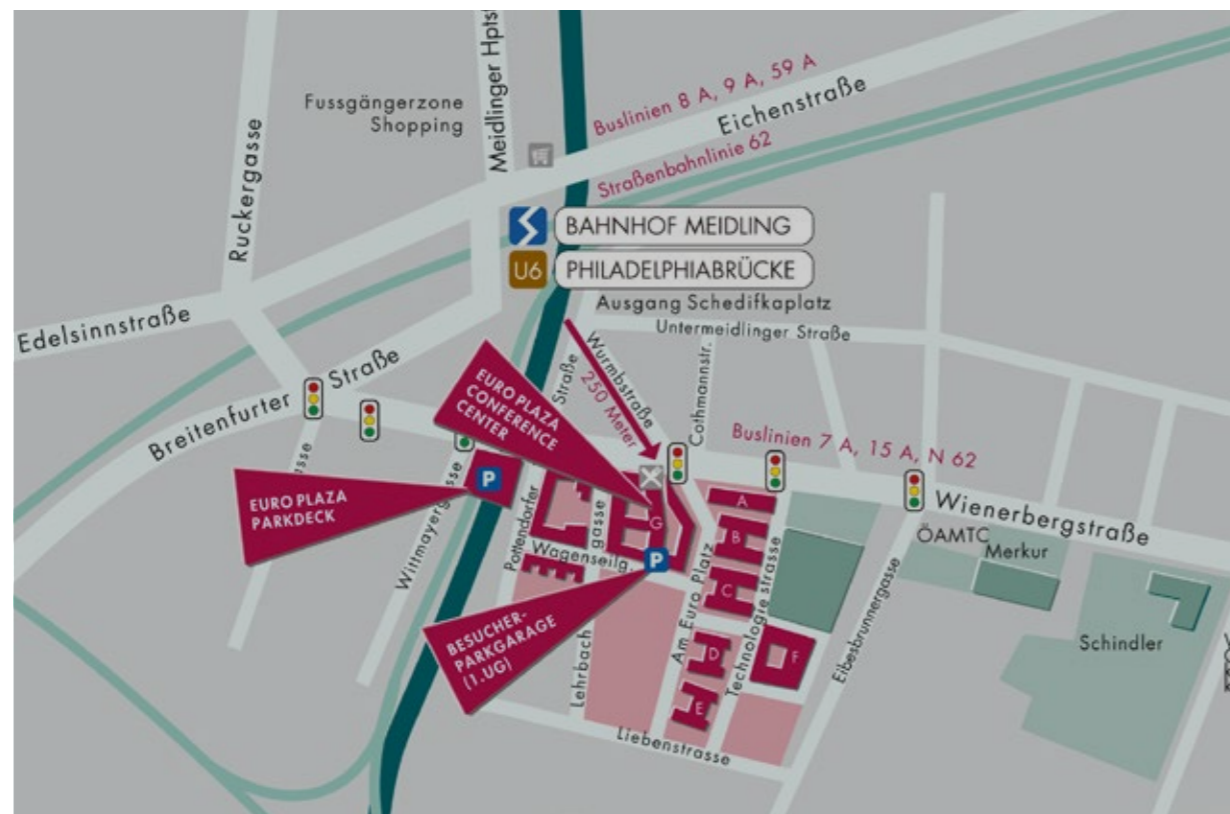 Meidlinger Hptst
Buslinien 8 A, 9 A, 59 A
Eichenstraße
Fussgängerzone
Shopping
Straßenbahnlinie 62
Ruckergasse
BAHNHOF MEIDLING
U6
PHILADELPHIABRÜCKE
Ausgang Schedifkaplatz
Untermeidlinger Straße
Edelsinnstraße
Breitenfurter Straße
EURO PLAZA
CONFERENCE
CENTER
Straße
Wurmbstraße
250 Meter
Cothmannstr.
Buslinien 7 A, 15 A, N 62
Wienerbergstraße
EURO PLAZA
PARKDECK
P
sse
Wittmayergasse
Pottendorfer
gasse
Wagenseilg.
G
P
A
B
C
D
E
F
Am Euro Platz
Technologiestrasse
ÖAMTC
Merkur
Schindler
Eibesbrunnergasse
BESUCHER-
PARKGARAGE
(1.UG)
Lehrbach
Liebenstrasse